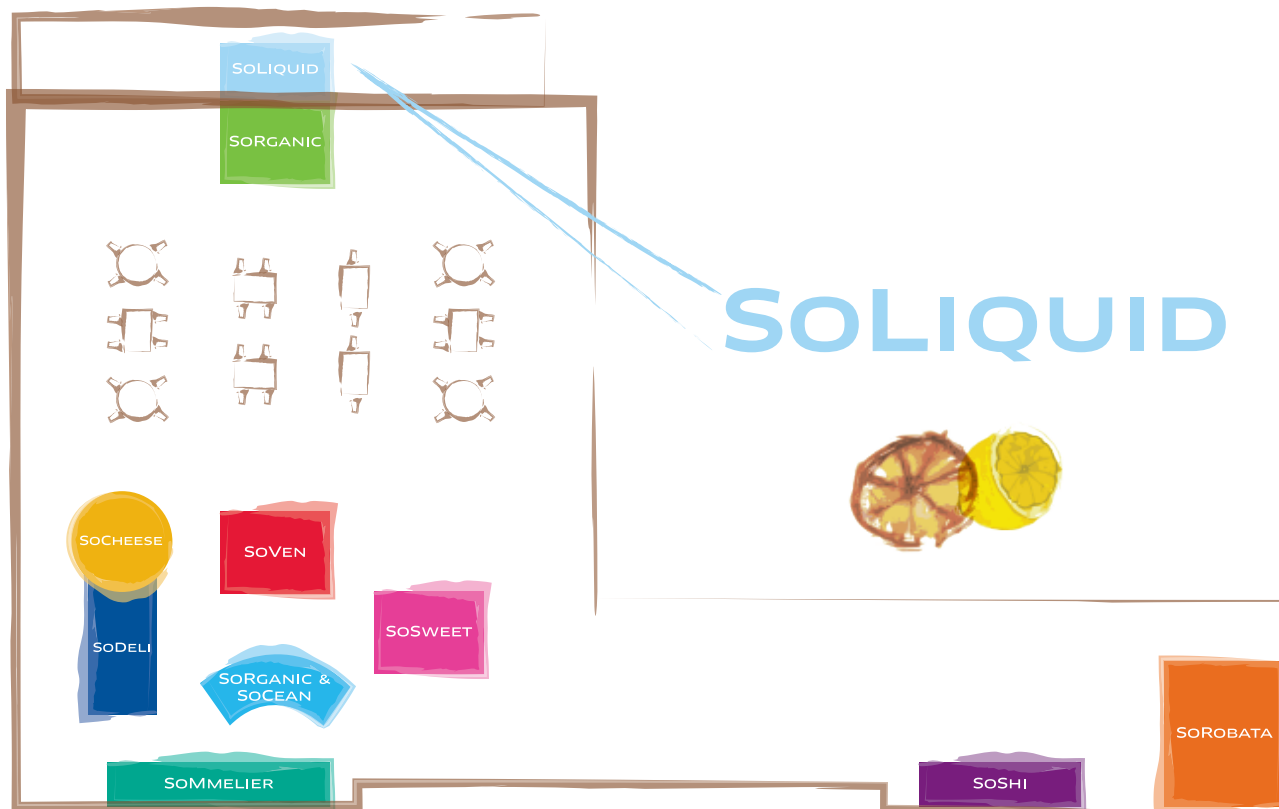 SoLiquid
SoRganic
SoLiquid
SoCheese
SoVen
SoSweet
SoDeli
SoRganic &
SoCean
SoRobata
SoMmelier
SoShi